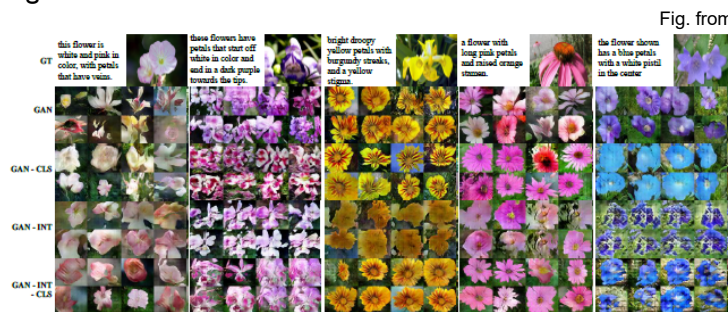 Fig. from
GT
this flower is
white and pink in
color, with petals
that have veins.
these flowers have
petals that start off
white in color and
end in a dark purple
towards the tips.
bright droopy
yellow petals with
burgundy streaks,
and a yellow
stigma.
a flower with
long pink petals
and raised orange
stamen.
the flower shown
has a blue petals
with a white pistil
in the center
GAN
GAN - CLS
GAN - INT
GAN - INT
- CLS